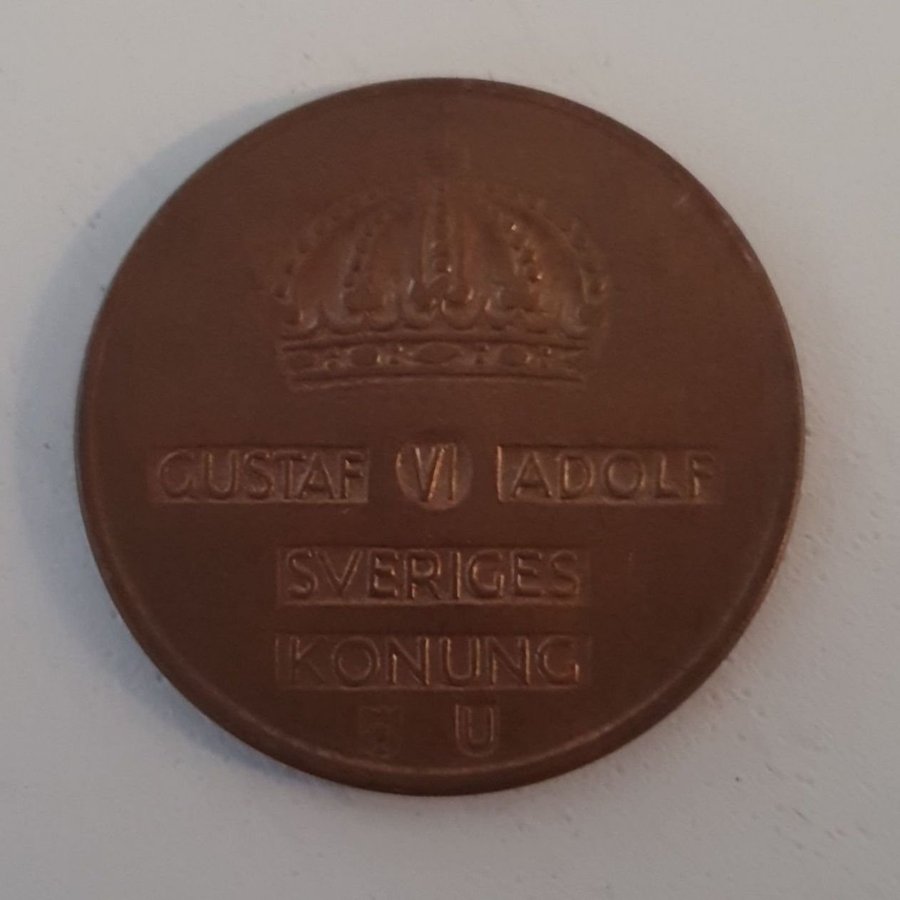 GUSTAF VI ADOLF
SVERIGES
KONUNG
U